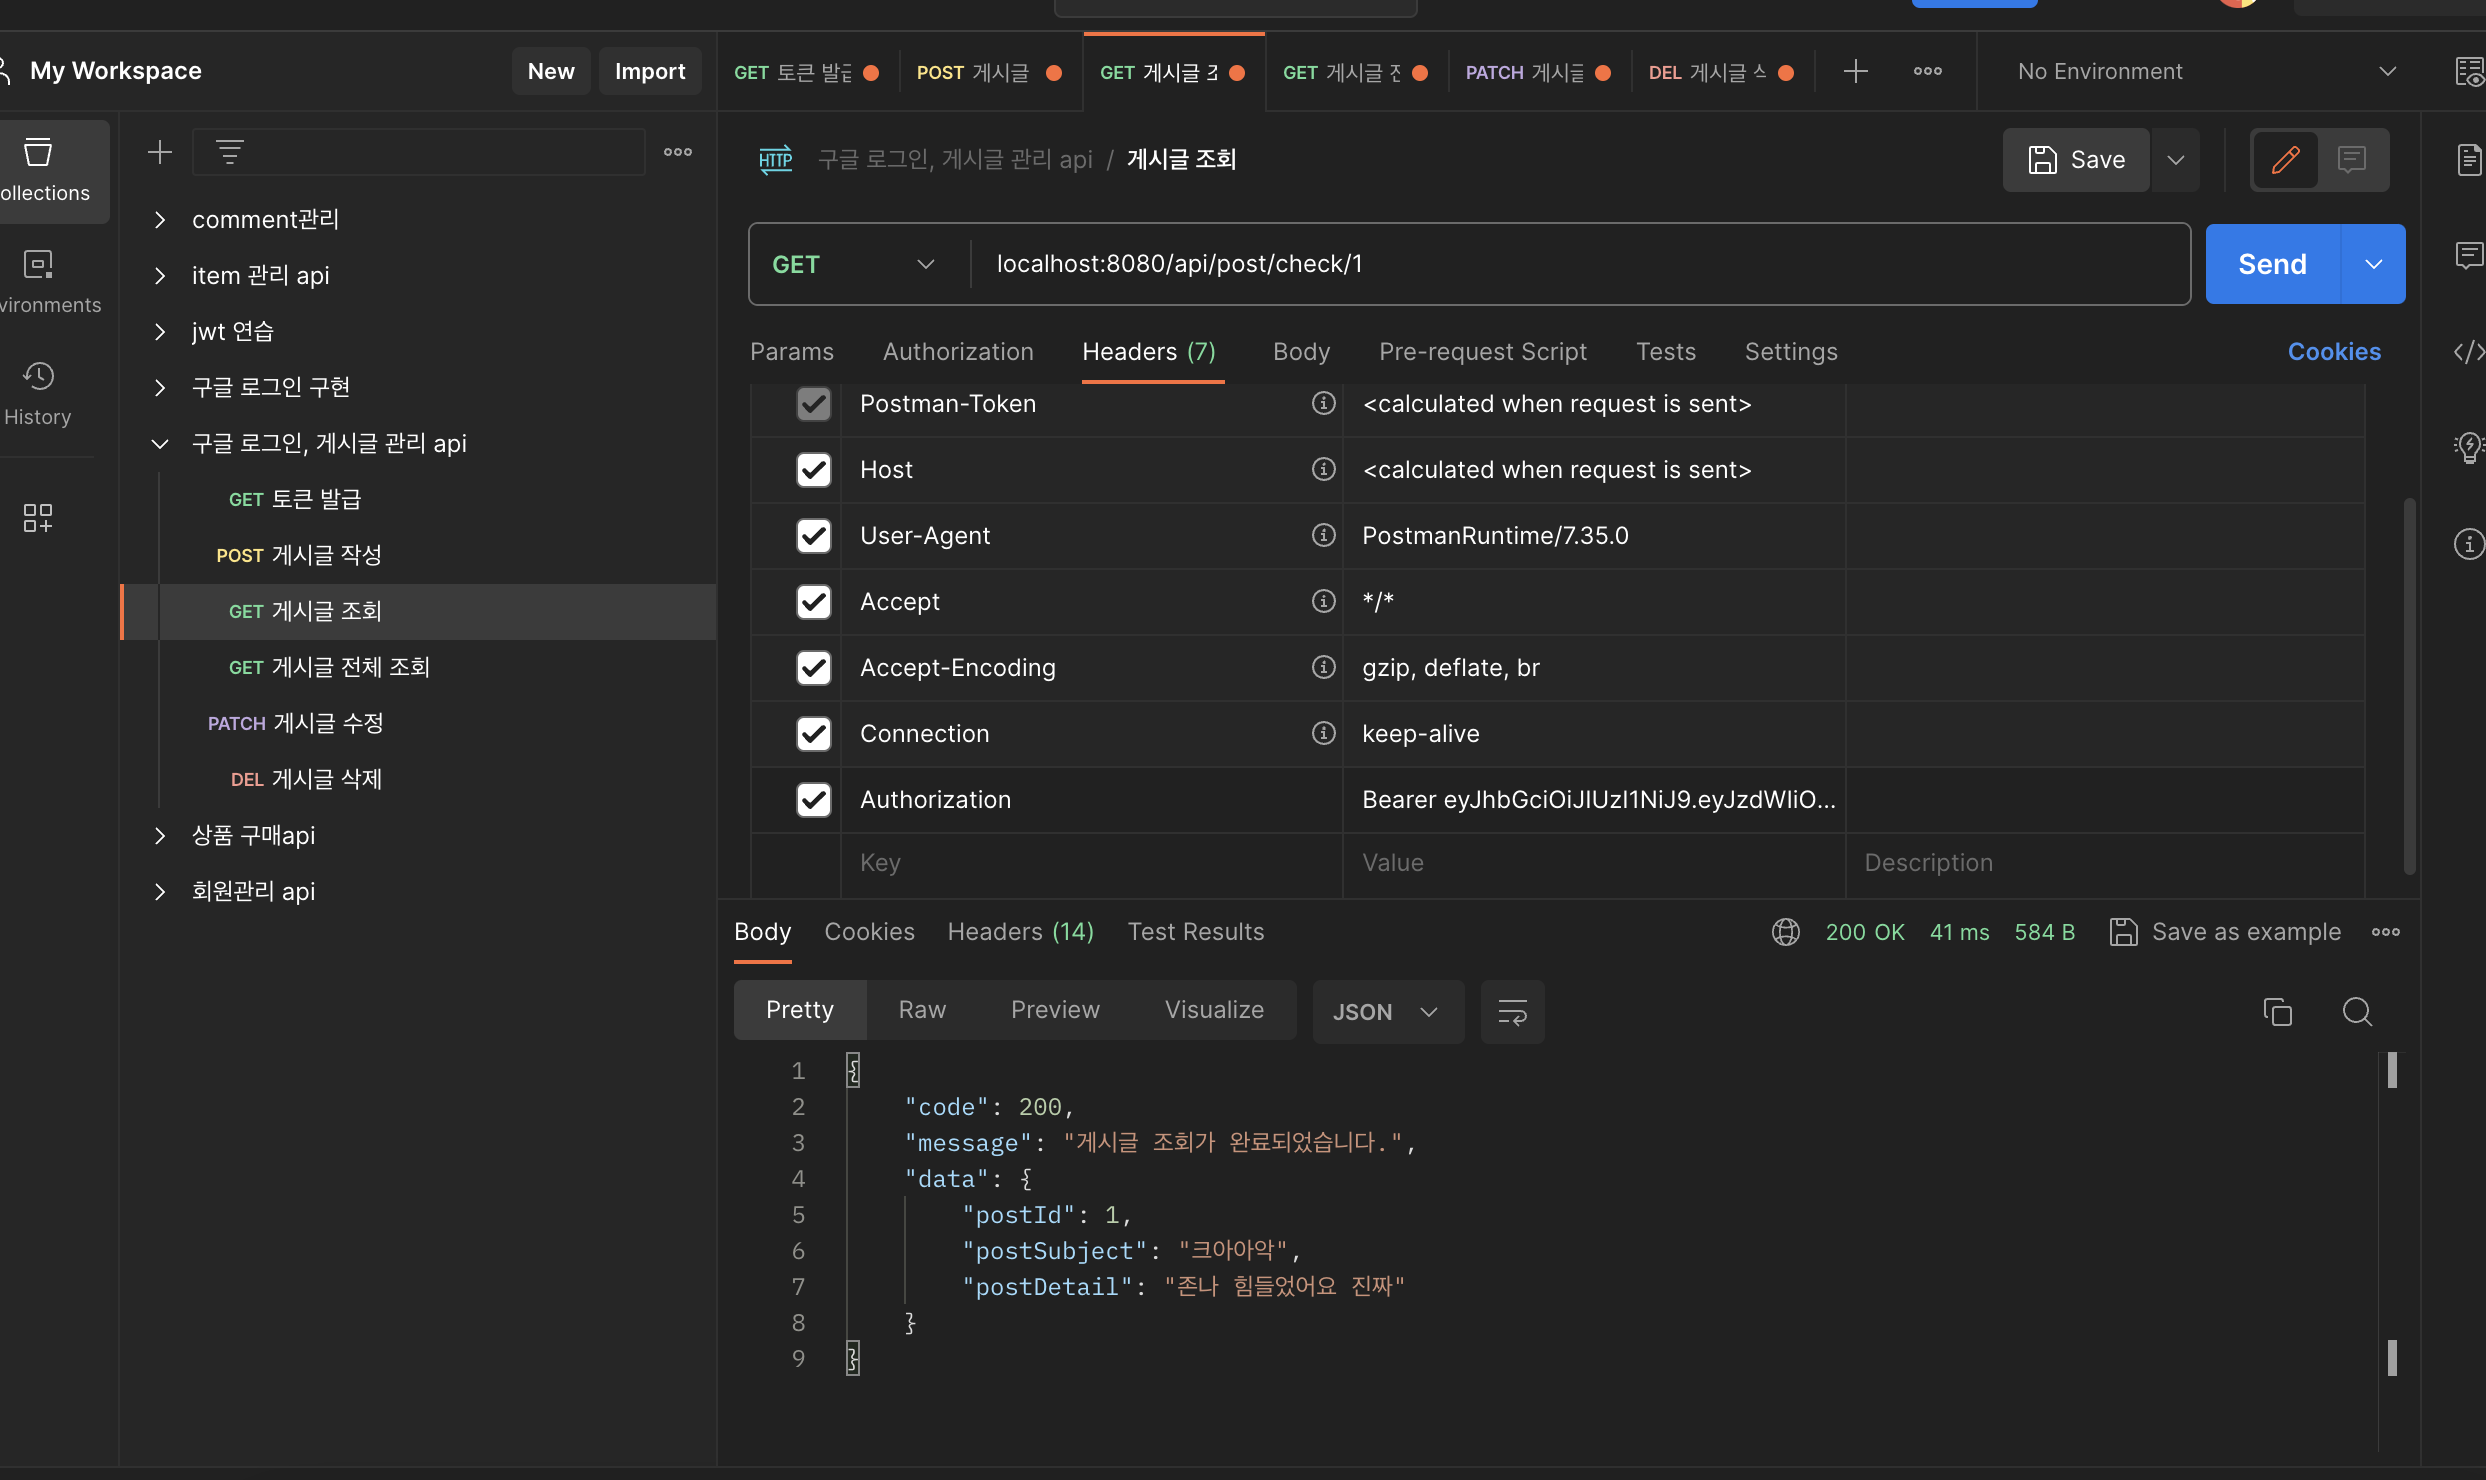 My Workspace
New
Import
GET 토큰 발급
POST 게시글
GET 게시글 조
GET 게시글 전
PATCH 게시글
DEL 게시글
No Environment
ollections
vironments
History
comment관리
item 관리 api
jwt 연습
구글 로그인 구현
구글 로그인, 게시글 관리 api
GET 토큰 발급
POST 게시글 작성
GET 게시글 조회
GET 게시글 전체 조회
PATCH 게시글 수정
DEL 게시글 삭제
상품 구매api
회원관리 api
HTTP 구글 로그인, 게시글 관리 api / 게시글 조회
Save
GET localhost:8080/api/post/check/1
Send
Params Authorization Headers (7) Body Pre-request Script Tests Settings Cookies
Postman-Token <calculated when request is sent>
Host <calculated when request is sent>
User-Agent PostmanRuntime/7.35.0
Accept */*
Accept-Encoding gzip, deflate, br
Connection keep-alive
Authorization Bearer eyJhbGciOiJIUzI1NiJ9.eyJzdWIiO...
Key Value Description
Body Cookies Headers (14) Test Results 200 OK 41 ms 584 B Save as example
Pretty Raw Preview Visualize JSON
1 {
2 "code": 200,
3 "message": "게시글 조회가 완료되었습니다.",
4 "data": {
5 "postId": 1,
6 "postSubject": "크아아악",
7 "postDetail": "존나 힘들었어요 진짜"
8 }
9 }